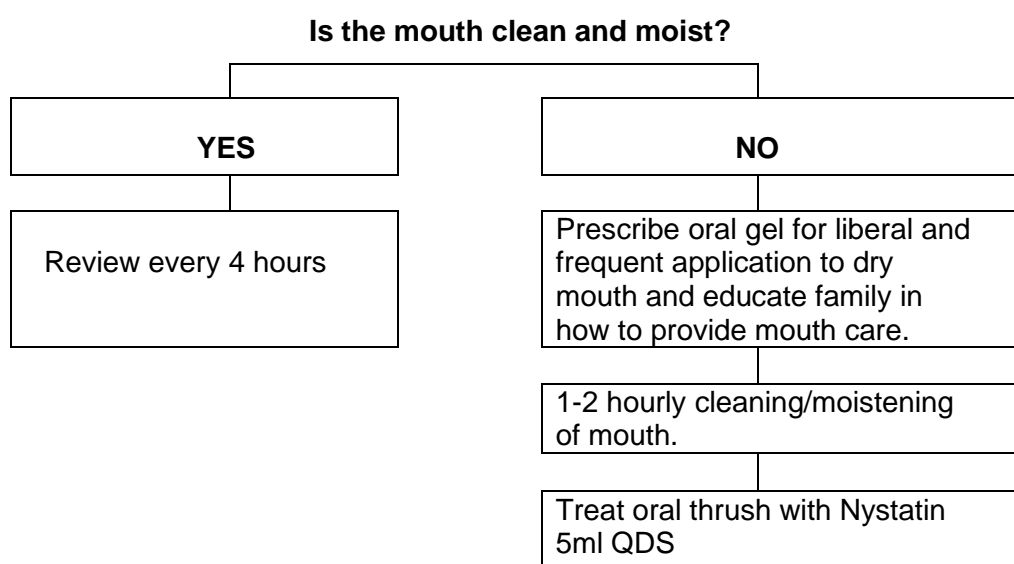 Is the mouth clean and moist?
YES
NO
Review every 4 hours
Prescribe oral gel for liberal and
frequent application to dry
mouth and educate family in
how to provide mouth care.
1-2 hourly cleaning/moistening
of mouth.
Treat oral thrush with Nystatin
5ml QDS